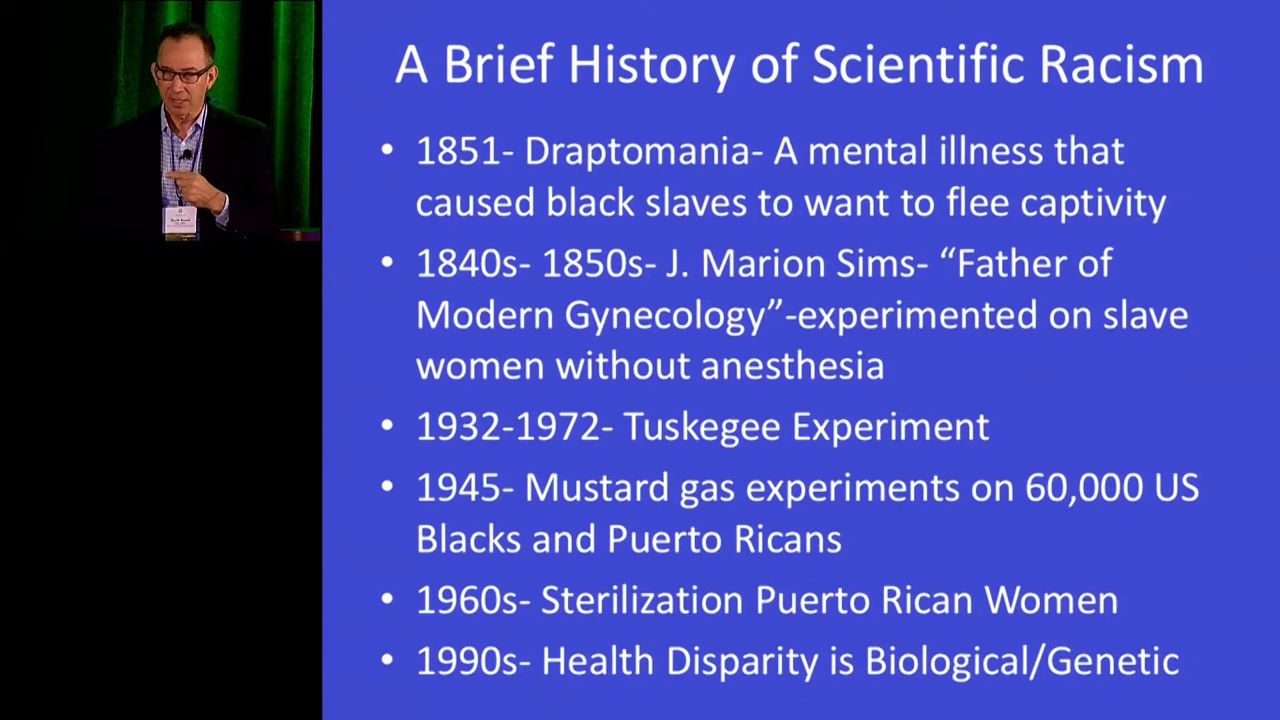 A Brief History of Scientific Racism
• 1851- Draptomania- A mental illness that
caused black slaves to want to flee captivity
• 1840s- 1850s- J. Marion Sims- “Father of
Modern Gynecology”-experimented on slave
women without anesthesia
• 1932-1972- Tuskegee Experiment
• 1945- Mustard gas experiments on 60,000 US
Blacks and Puerto Ricans
• 1960s- Sterilization Puerto Rican Women
• 1990s- Health Disparity is Biological/Genetic